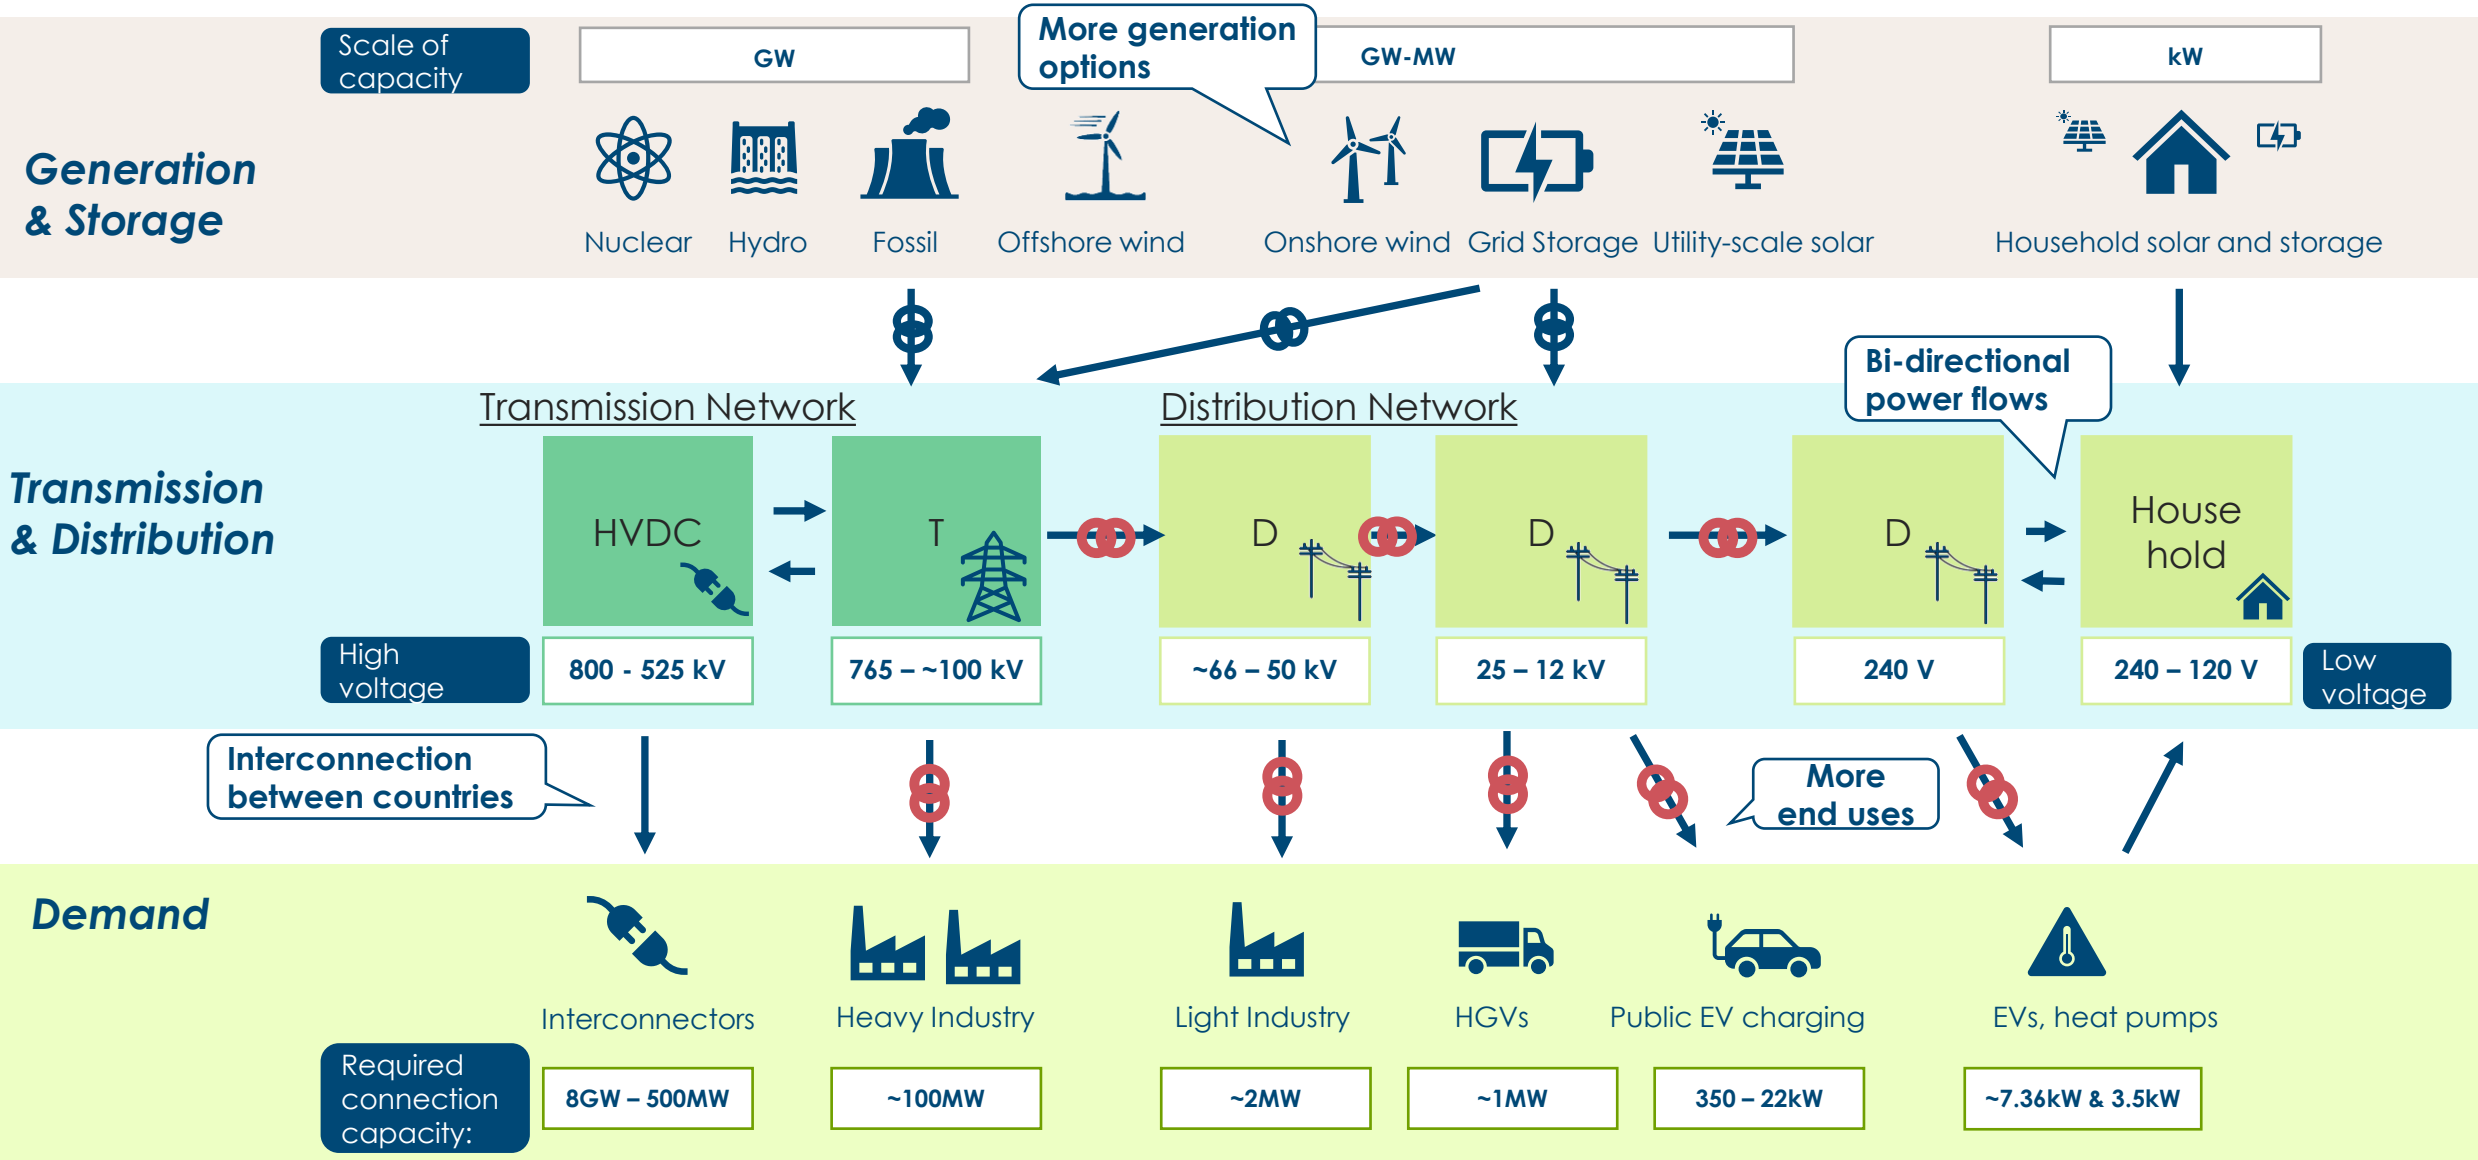 Scale of
capacity
GW
More generation
options
GW-MW
kW
Generation
& Storage
Nuclear
Hydro
Fossil
Offshore wind
Onshore wind
Grid Storage
Utility-scale solar
Household solar and storage
Bi-directional
power flows
Transmission Network
Distribution Network
Transmission
& Distribution
HVDC
T
D
D
D
House
hold
High
voltage
800 - 525 kV
765 – ~100 kV
~66 – 50 kV
25 – 12 kV
240 V
240 – 120 V
Low
voltage
Interconnection
between countries
More
end uses
Demand
Interconnectors
Heavy Industry
Light Industry
HGVs
Public EV charging
EVs, heat pumps
Required
connection
capacity:
8GW – 500MW
~100MW
~2MW
~1MW
350 – 22kW
~7.36kW & 3.5kW